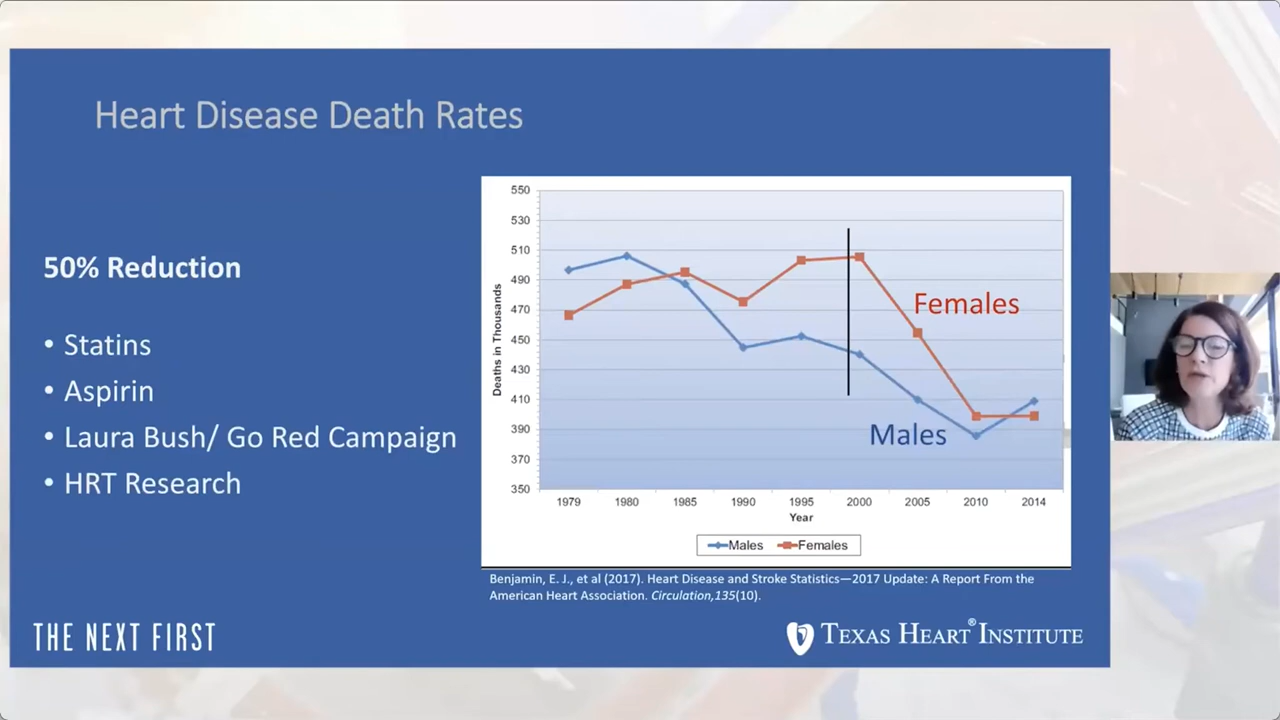 Heart Disease Death Rates
50% Reduction
• Statins
• Aspirin
• Laura Bush/ Go Red Campaign
• HRT Research
550
530
510
490
470
450
430
410
390
370
350
Deaths in Thousands
Females
Males
1979 1980 1985 1990 1995 2000 2005 2010 2014
Year
Males Females
Benjamin, E. J., et al (2017). Heart Disease and Stroke Statistics—2017 Update: A Report From the
American Heart Association. Circulation,135(10).
THE NEXT FIRST
TEXAS HEART® INSTITUTE